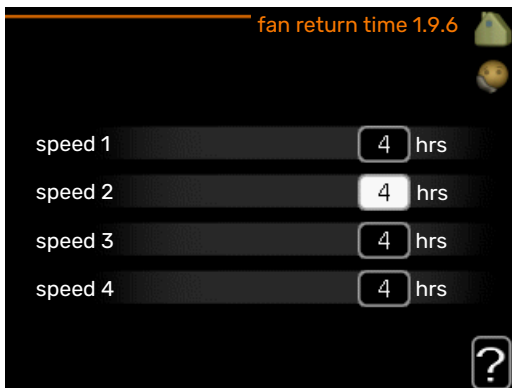 fan return time 1.9.6
speed 1 4 hrs
speed 2 4 hrs
speed 3 4 hrs
speed 4 4 hrs
?